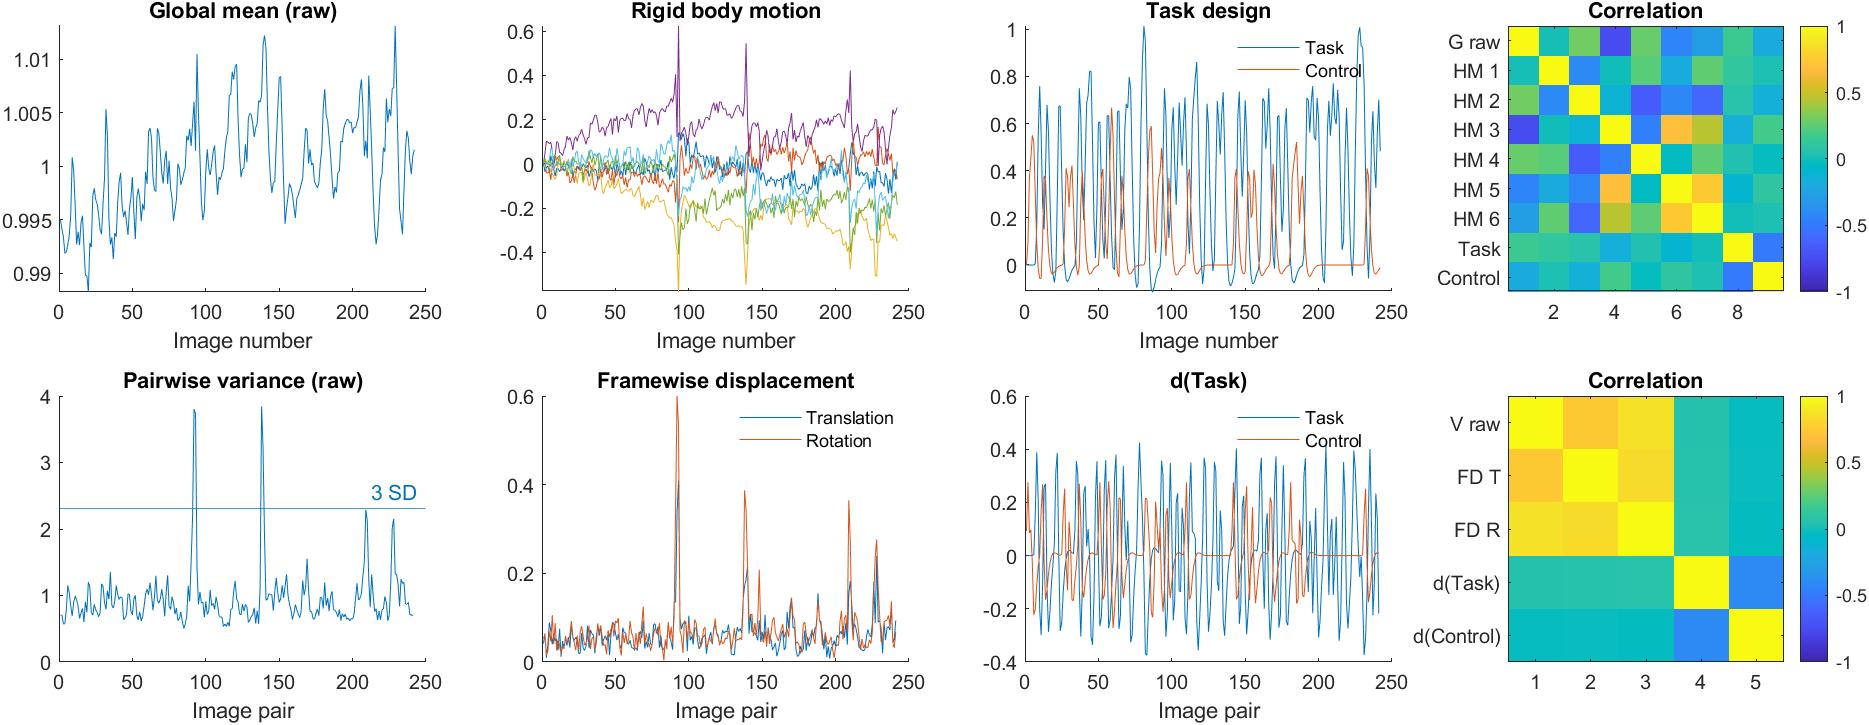 Global mean (raw)
1.01
1.005
1
0.995
0.99
0 50 100 150 200 250
Image number
Rigid body motion
0.6
0.4
0.2
0
-0.2
-0.4
0 50 100 150 200 250
Image number
Task design
1
0.8
0.6
0.4
0.2
0
Task
Control
0 50 100 150 200 250
Image number
Correlation
G raw
HM 1
HM 2
HM 3
HM 4
HM 5
HM 6
Task
Control
2 4 6 8
1
0.5
0
-0.5
-1
Pairwise variance (raw)
4
3
2
1
0
3 SD
0 50 100 150 200 250
Image pair
Framewise displacement
0.6
0.4
0.2
0
Translation
Rotation
0 50 100 150 200 250
Image pair
d(Task)
0.6
0.4
0.2
0
-0.2
-0.4
Task
Control
0 50 100 150 200 250
Image pair
Correlation
V raw
FD T
FD R
d(Task)
d(Control)
1 2 3 4 5
1
0.5
0
-0.5
-1